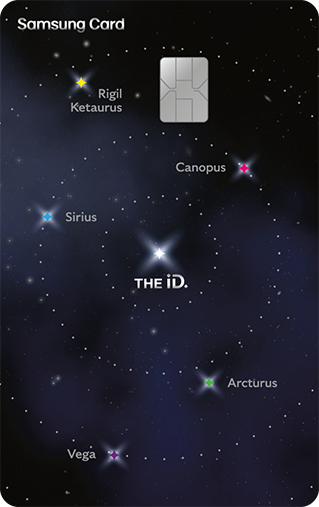 Samsung Card
Rigil
Ketaurus
Canopus
Sirius
THE iD.
Arcturus
Vega